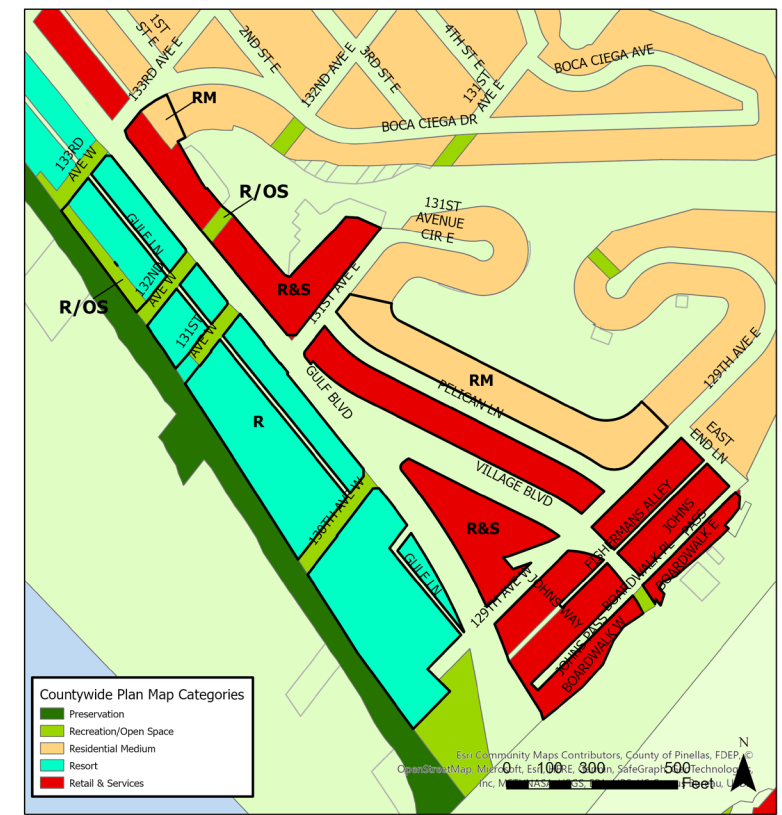 1ST
ST E
133RD AVE E
2ND ST E
132ND AVE E
3RD ST E
4TH ST E
131ST
AVE E
BOCA CIEGA AVE
BOCA CIEGA DR
RM
133RD
AVE W
R/OS
131ST
AVENUE
CIR E
GULF LN
132ND
AVE W
R/OS
R&S
131ST AVE E
131ST
AVE W
GULF BLVD
RM
PELICAN LN
129TH AVE E
R
EAST
END LN
VILLAGE BLVD
130TH AVE W
R&S
FISHERMANS ALLEY
JOHNS
PASS
BOARDWALK E
BOARDWALK PL
GULF LN
129TH AVE W
JOHNS WAY
JOHNS PASS
BOARDWALK W
Countywide Plan Map Categories
Preservation
Recreation/Open Space
Residential Medium
Resort
Retail & Services
N
Esri Community Maps Contributors, County of Pinellas, FDEP, ©
OpenStreetMap, Microsoft, Esri, HERE, Garmin, SafeGraph,
0 100 300 500
Feet